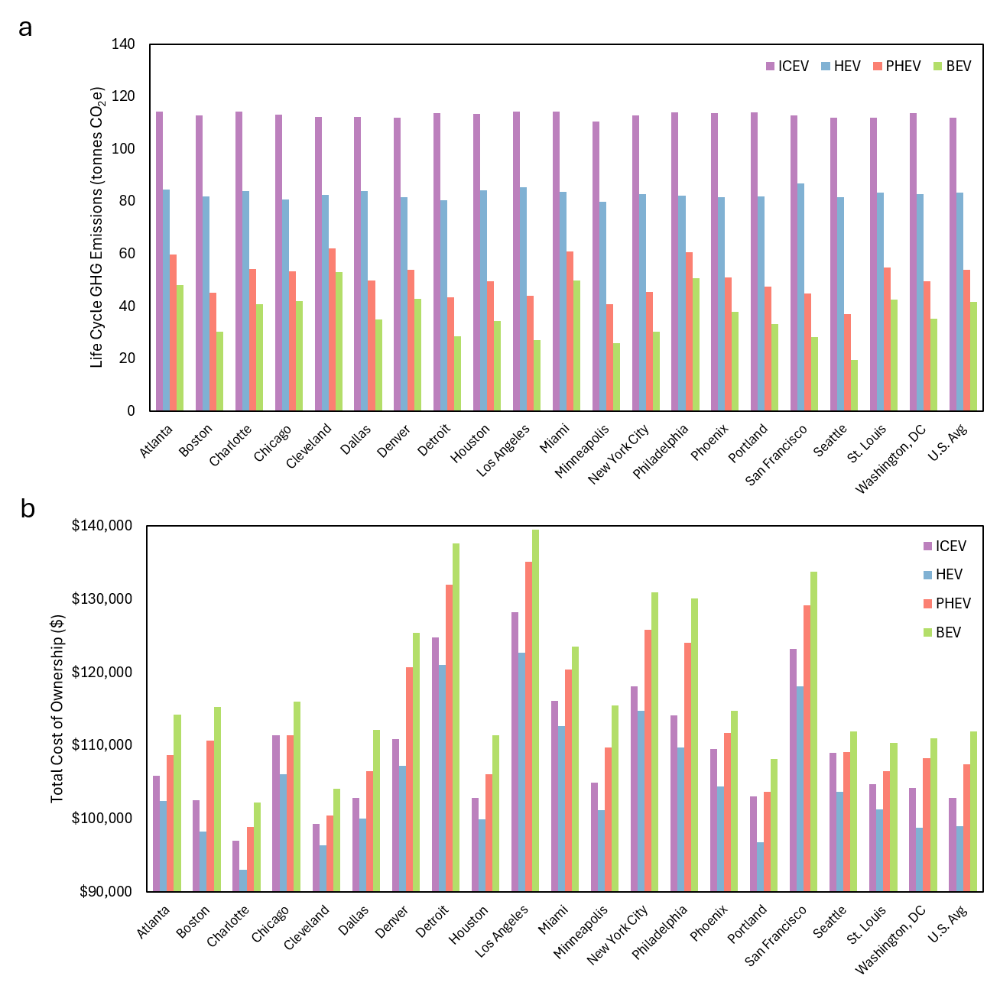 a
140
120
100
80
60
40
20
0
Life Cycle GHG Emissions (tonnes CO₂e)
ICEV HEV PHEV BEV
Atlanta
Boston
Charlotte
Chicago
Cleveland
Dallas
Denver
Detroit
Houston
Los Angeles
Miami
Minneapolis
New York City
Philadelphia
Phoenix
Portland
San Francisco
Seattle
St. Louis
Washington, DC
U.S. Avg
b
$140,000
$130,000
$120,000
$110,000
$100,000
$90,000
Total Cost of Ownership ($)
ICEV
HEV
PHEV
BEV
Atlanta
Boston
Charlotte
Chicago
Cleveland
Dallas
Denver
Detroit
Houston
Los Angeles
Miami
Minneapolis
New York City
Philadelphia
Phoenix
Portland
San Francisco
Seattle
St. Louis
Washington, DC
U.S. Avg